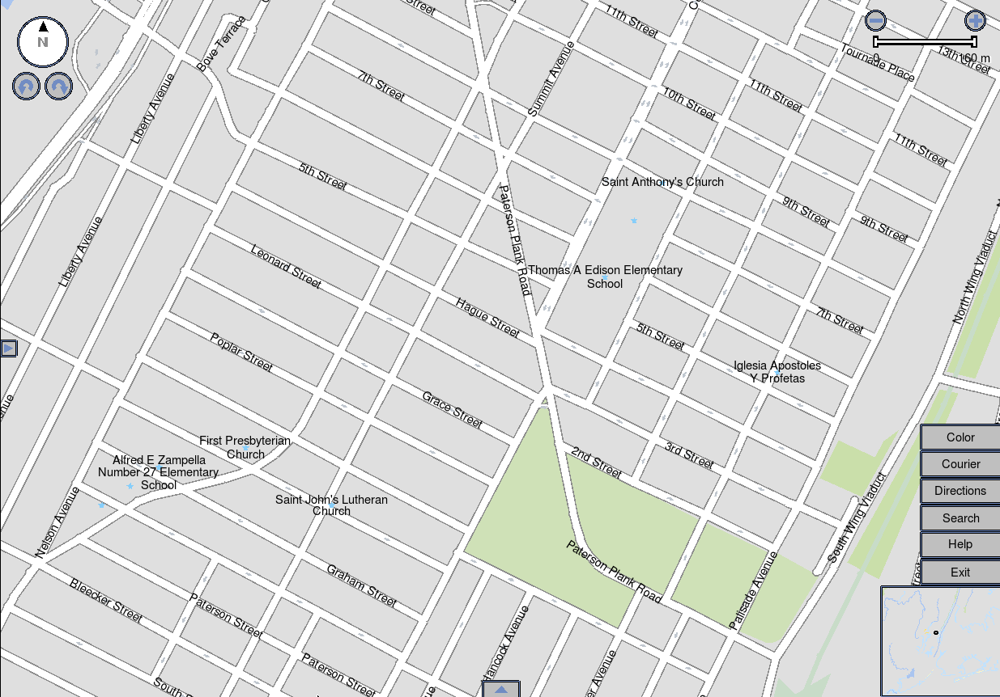 Street
11th Street
N
Bove Terrace
0
160 m
13th Street
Tournade Place
Summit Avenue
7th Street
11th Street
10th Street
Liberty Avenue
11th Street
5th Street
Saint Anthony's Church
9th Street
9th Street
Paterson Plank Road
Liberty Avenue
Leonard Street
Thomas A Edison Elementary
School
North Wing Viaduct
Hague Street
7th Street
5th Street
Poplar Street
Iglesia Apostoles
Y Profetas
Grace Street
First Presbyterian
Church
2nd Street
3rd Street
Color
Courier
Directions
Search
Help
Exit
Alfred E Zampella
Number 27 Elementary
School
Saint John's Lutheran
Church
Nelson Avenue
South Wing Viaduct
Paterson Plank Road
Palisade Avenue
Graham Street
Bleecker Street
Paterson Street
Hancock Avenue
Paterson Street